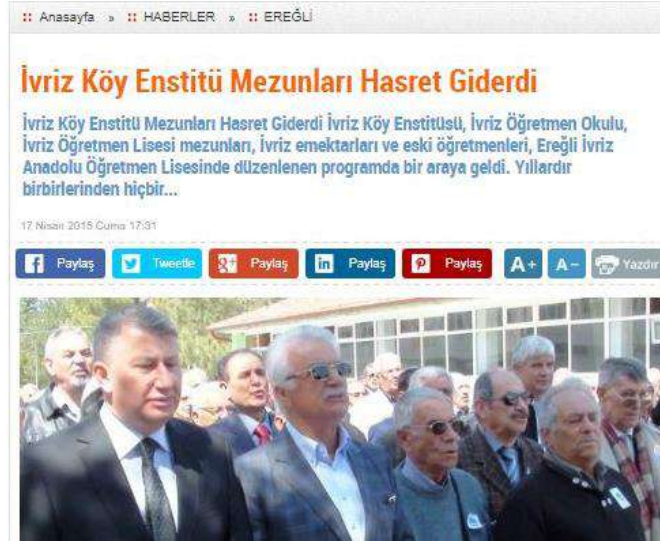 Anasayfa » HABERLER » EREĞLİ
İvriz Köy Enstitü Mezunları Hasret Giderdi
İvriz Köy Enstitü Mezunları Hasret Giderdi İvriz Köy Enstitüsü, İvriz Öğretmen Okulu,
İvriz Öğretmen Lisesi mezunları, İvriz emektarları ve eski öğretmenleri, Ereğli İvriz
Anadolu Öğretmen Lisesinde düzenlenen programda bir araya geldi. Yıllardır
birbirlerinden hiçbir...
17 Nisan 2015 Cuma 17:31
f Paylaş Tweetle g+ Paylaş in Paylaş Paylaş A+ A- Yazdır